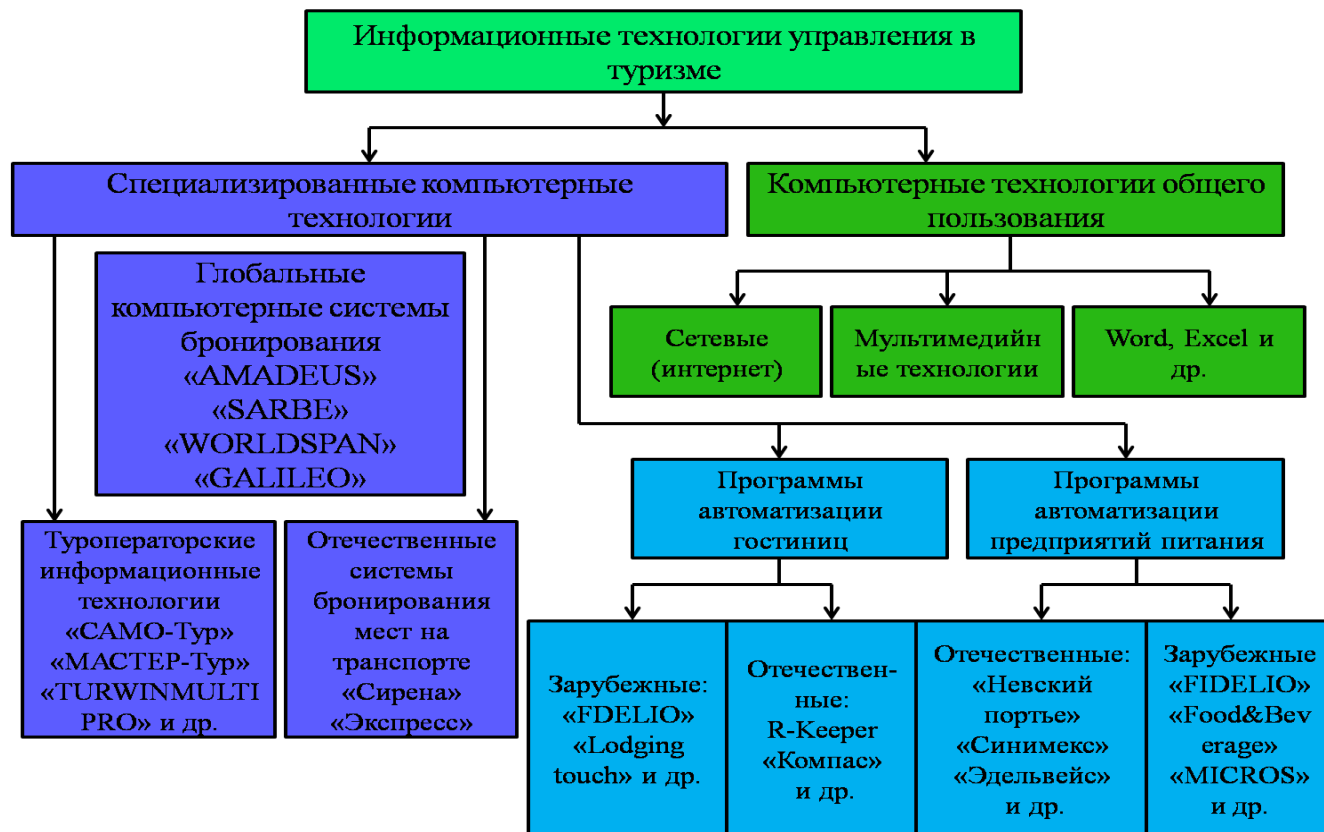 Информационные технологии управления в
туризме
Специализированные компьютерные
технологии
Компьютерные технологии общего
пользования
Глобальные
компьютерные системы
бронирования
«AMADEUS»
«SARBE»
«WORLDSPAN»
«GALILEO»
Сетевые
(интернет)
Мультимедийн
ые технологии
Word, Excel и
др.
Программы
автоматизации
гостиниц
Программы
автоматизации
предприятий питания
Туроператорские
информационные
технологии
«САМО-Тур»
«МАСТЕР-Тур»
«TURWINMULTI
PRO» и др.
Отечественные
системы
бронирования
мест на
транспорте
«Сирена»
«Экспресс»
Зарубежные:
«FDELIO»
«Lodging
touch» и др.
Отечествен-
ные:
R-Keeper
«Компас»
и др.
Отечественные:
«Невский
портье»
«Синимекс»
«Эдельвейс»
и др.
Зарубежные
«FIDELIO»
«Food&Bev
erage»
«MICROS»
и др.